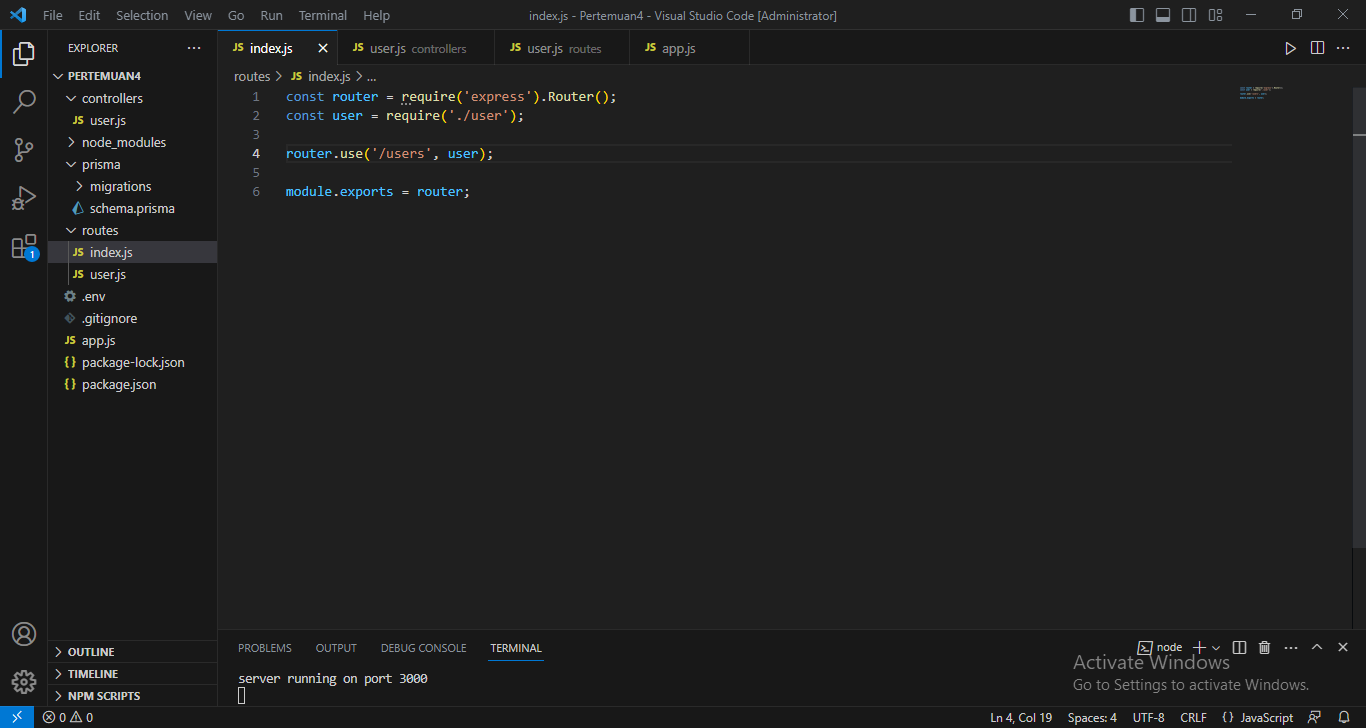 File Edit Selection View Go Run Terminal Help index.js - Pertemuan4 - Visual Studio Code [Administrator]
EXPLORER ···
PERTEMUAN4
controllers
JS user.js
node_modules
prisma
migrations
schema.prisma
routes
JS index.js
JS user.js
.env
.gitignore
JS app.js
{} package-lock.json
{} package.json
OUTLINE
TIMELINE
NPM SCRIPTS
1
JS index.js JS user.js controllers JS user.js routes JS app.js
routes > JS index.js > ...
1 const router = require('express').Router();
2 const user = require('./user');
3
4 router.use('/users', user);
5
6 module.exports = router;
PROBLEMS OUTPUT DEBUG CONSOLE TERMINAL node
server running on port 3000
Activate Windows
Go to Settings to activate Windows.
0 0 Ln 4, Col 19 Spaces: 4 UTF-8 CRLF {} JavaScript